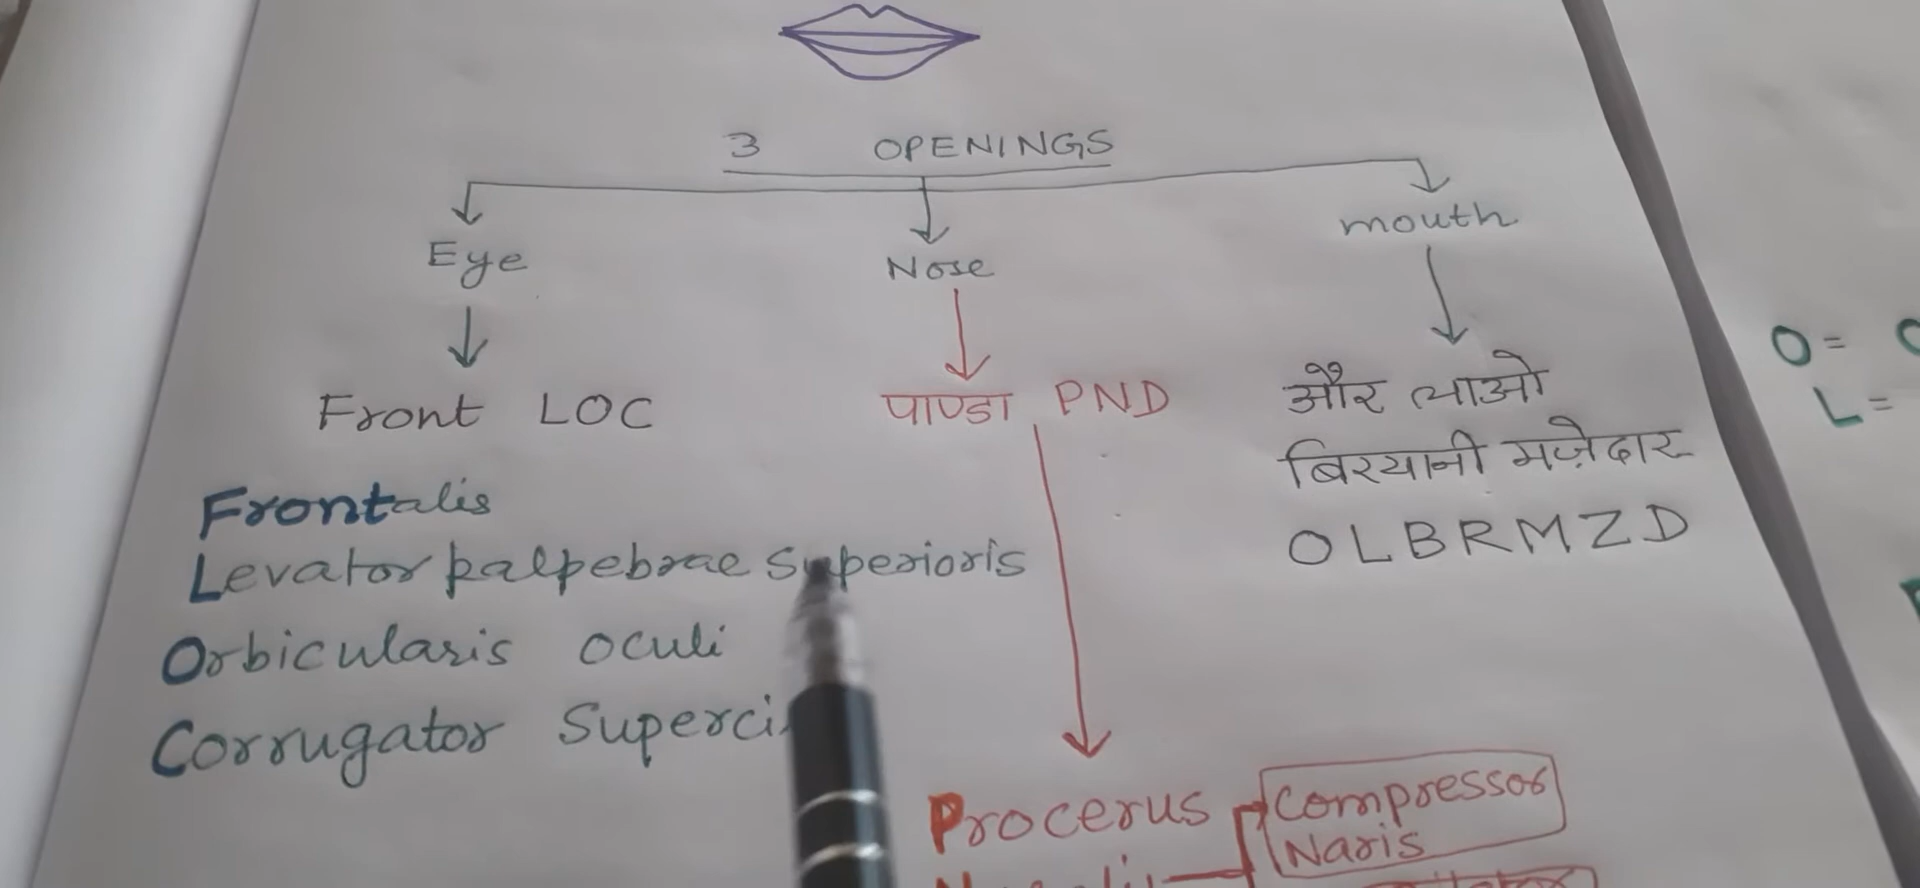 3 OPENINGS
Eye
Nose
mouth
Front LOC
पाण्डा PND
और लाओ
बिरयानी मज़ेदार
OLBRMZD
Frontalis
Levator palpebrae Superioris
Orbicularis oculi
Corrugator
Procerus
Compressor
Naris
O =
L =